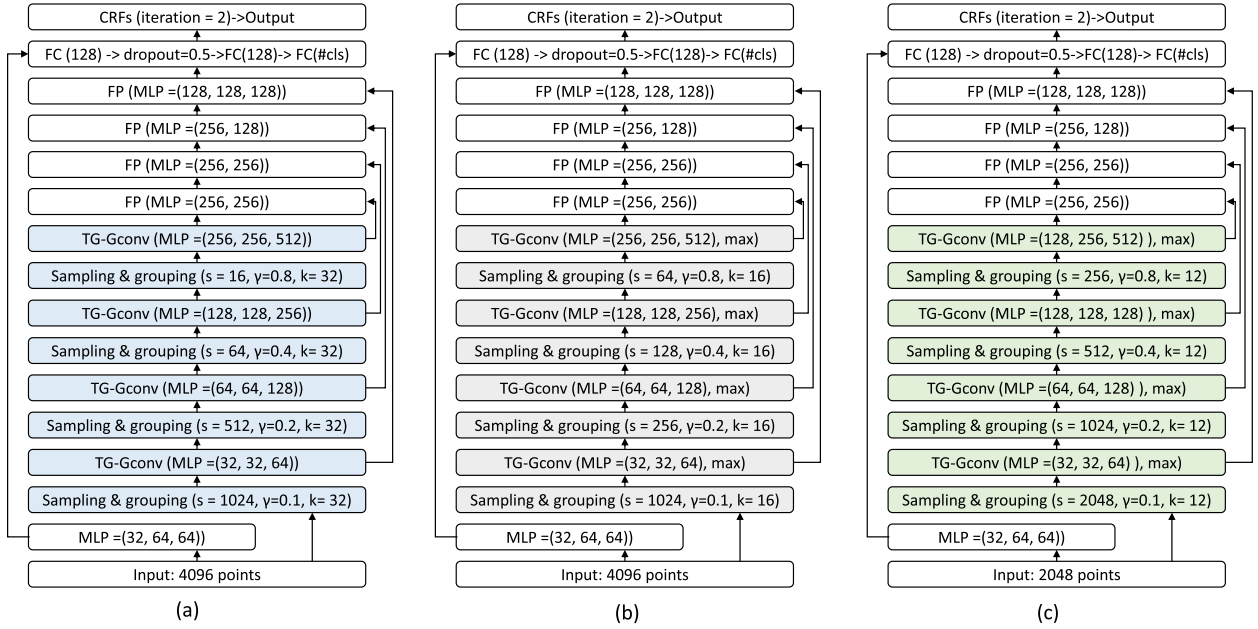 CRFs (iteration = 2)->Output
FC (128) -> dropout=0.5->FC(128)-> FC(#cls)
FP (MLP =(128, 128, 128))
FP (MLP =(256, 128))
FP (MLP =(256, 256))
FP (MLP =(256, 256))
TG-Gconv (MLP =(256, 256, 512))
Sampling & grouping (s = 16, γ=0.8, k= 32)
TG-Gconv (MLP =(128, 128, 256))
Sampling & grouping (s = 64, γ=0.4, k= 32)
TG-Gconv (MLP =(64, 64, 128))
Sampling & grouping (s = 512, γ=0.2, k= 32)
TG-Gconv (MLP =(32, 32, 64))
Sampling & grouping (s = 1024, γ=0.1, k= 32)
MLP =(32, 64, 64))
Input: 4096 points
(a)
CRFs (iteration = 2)->Output
FC (128) -> dropout=0.5->FC(128)-> FC(#cls)
FP (MLP =(128, 128, 128))
FP (MLP =(256, 128))
FP (MLP =(256, 256))
FP (MLP =(256, 256))
TG-Gconv (MLP =(256, 256, 512), max)
Sampling & grouping (s = 64, γ=0.8, k= 16)
TG-Gconv (MLP =(128, 128, 256), max)
Sampling & grouping (s = 128, γ=0.4, k= 16)
TG-Gconv (MLP =(64, 64, 128), max)
Sampling & grouping (s = 256, γ=0.2, k= 16)
TG-Gconv (MLP =(32, 32, 64), max)
Sampling & grouping (s = 1024, γ=0.1, k= 16)
MLP =(32, 64, 64))
Input: 4096 points
(b)
CRFs (iteration = 2)->Output
FC (128) -> dropout=0.5->FC(128)-> FC(#cls)
FP (MLP =(128, 128, 128))
FP (MLP =(256, 128))
FP (MLP =(256, 256))
FP (MLP =(256, 256))
TG-Gconv (MLP =(128, 256, 512) ), max)
Sampling & grouping (s = 256, γ=0.8, k= 12)
TG-Gconv (MLP =(128, 128, 128) ), max)
Sampling & grouping (s = 512, γ=0.4, k= 12)
TG-Gconv (MLP =(64, 64, 128) ), max)
Sampling & grouping (s = 1024, γ=0.2, k= 12)
TG-Gconv (MLP =(32, 32, 64) ), max)
Sampling & grouping (s = 2048, γ=0.1, k= 12)
MLP =(32, 64, 64))
Input: 2048 points
(c)